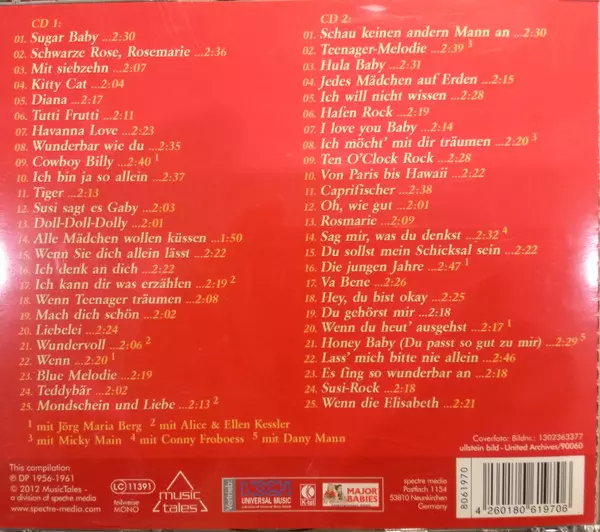 CD 1:
01. Sugar Baby ...2:30
02. Schwarze Rose, Rosemarie ...2:36
03. Mit siebzehn ...2:07
04. Kitty Cat ...2:04
05. Diana ...2:17
06. Tutti Frutti ...2:11
07. Havanna Love ...2:23
08. Wunderbar wie du ...2:35
09. Cowboy Billy ...2:40 1
10. Ich bin ja so allein ...2:37
11. Tiger ...2:13
12. Susi sagt es Gaby ...2:03
13. Doll-Doll-Dolly ...2:01
14. Alle Mädchen wollen küssen ...1:50
15. Wenn Sie dich allein lässt ...2:22
16. Ich denk an dich ...2:22
17. Ich kann dir was erzählen ...2:19 2
18. Wenn Teenager träumen ...2:08
19. Mach dich schön ...2:02
20. Liebelei ...2:24
21. Wundervoll ...2:06 2
22. Wenn ...2:20 1
23. Blue Melodie ...2:19
24. Teddybär ...2:02
25. Mondschein und Liebe ...2:13 2
CD 2:
01. Schau keinen andern Mann an ...2:30
02. Teenager-Melodie ...2:39 3
03. Hula Baby ...2:31
04. Jedes Mädchen auf Erden ...2:15
05. Ich will nicht wissen ...2:28
06. Hafen Rock ...2:19
07. I love you Baby ...2:14
08. Ich möcht' mit dir träumen ...2:20 3
09. Ten O'Clock Rock ...2:28
10. Von Paris bis Hawaii ...2:22
11. Caprifischer ...2:38
12. Oh, wie gut ...2:01
13. Rosmarie ...2:09
14. Sag mir, was du denkst ...2:32 4
15. Du sollst mein Schicksal sein ...2:22
16. Die jungen Jahre ...2:47 1
17. Va Bene ...2:26
18. Hey, du bist okay ...2:25
19. Du gehörst mir ...2:18
20. Wenn du heut' ausgehst ...2:17 1
21. Honey Baby (Du passt so gut zu mir) ...2:29 5
22. Lass' mich bitte nie allein ...2:46
23. Es fing so wunderbar an ...2:18
24. Susi-Rock ...2:18
25. Wenn die Elisabeth ...2:21
1 mit Jörg Maria Berg 2 mit Alice & Ellen Kessler
3 mit Micky Main 4 mit Conny Froboess 5 mit Dany Mann
Coverfoto: Bildnr.: 1302363377
ullstein bild - United Archives/90060
This compilation
℗ DP 1956-1961
© 2012 MusicTales - a division of spectre media
www.spectre-media.com
LC 11391
teilweise
MONO
music tales
Vertrieb:
UNIVERSAL MUSIC
K tel
MAJOR BABIES
spectre media
Postfach 1154
53810 Neunkirchen
Germany
8061970
4 260180 619706